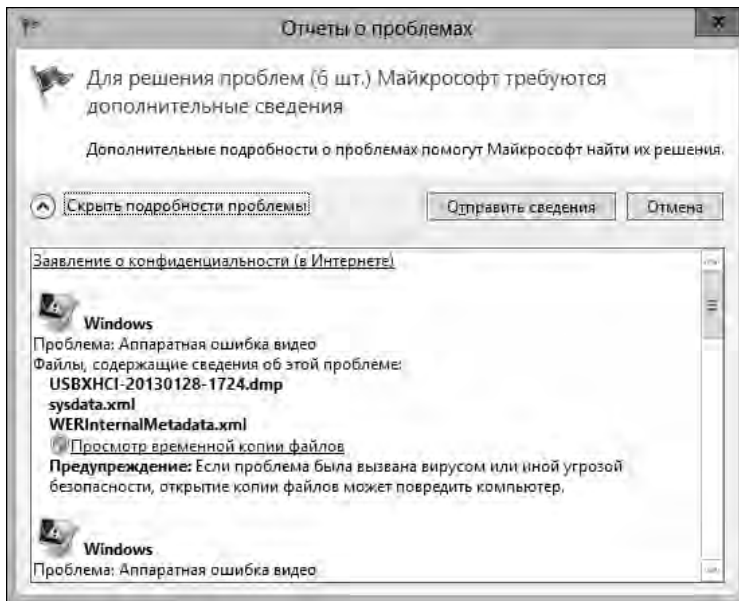 Отчеты о проблемах
Для решения проблем (6 шт.) Майкрософт требуются
дополнительные сведения
Дополнительные подробности о проблемах помогут Майкрософт найти их решения.
Скрыть подробности проблемы
Отправить сведения
Отмена
Заявление о конфиденциальности (в Интернете)
Windows
Проблема: Аппаратная ошибка видео
Файлы, содержащие сведения об этой проблеме:
USBXHCI-20130128-1724.dmp
sysdata.xml
WERInternalMetadata.xml
Просмотр временной копии файлов
Предупреждение: Если проблема была вызвана вирусом или иной угрозой
безопасности, открытие копии файлов может повредить компьютер.
Windows
Проблема: Аппаратная ошибка видео